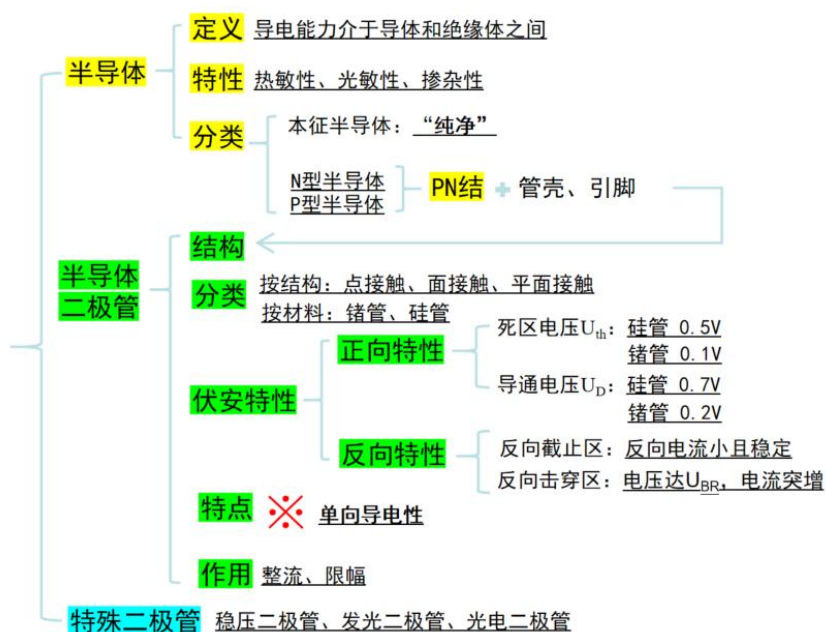 定义 导电能力介于导体和绝缘体之间
半导体
特性 热敏性、光敏性、掺杂性
分类
本征半导体：“纯净”
N型半导体
P型半导体
PN结 + 管壳、引脚
结构
半导体
二极管
分类
按结构：点接触、面接触、平面接触
按材料：锗管、硅管
伏安特性
正向特性
死区电压Uth：硅管 0.5V
锗管 0.1V
导通电压UD：硅管 0.7V
锗管 0.2V
反向特性
反向截止区：反向电流小且稳定
反向击穿区：电压达UBR，电流突增
特点 ※ 单向导电性
作用 整流、限幅
特殊二极管 稳压二极管、发光二极管、光电二极管